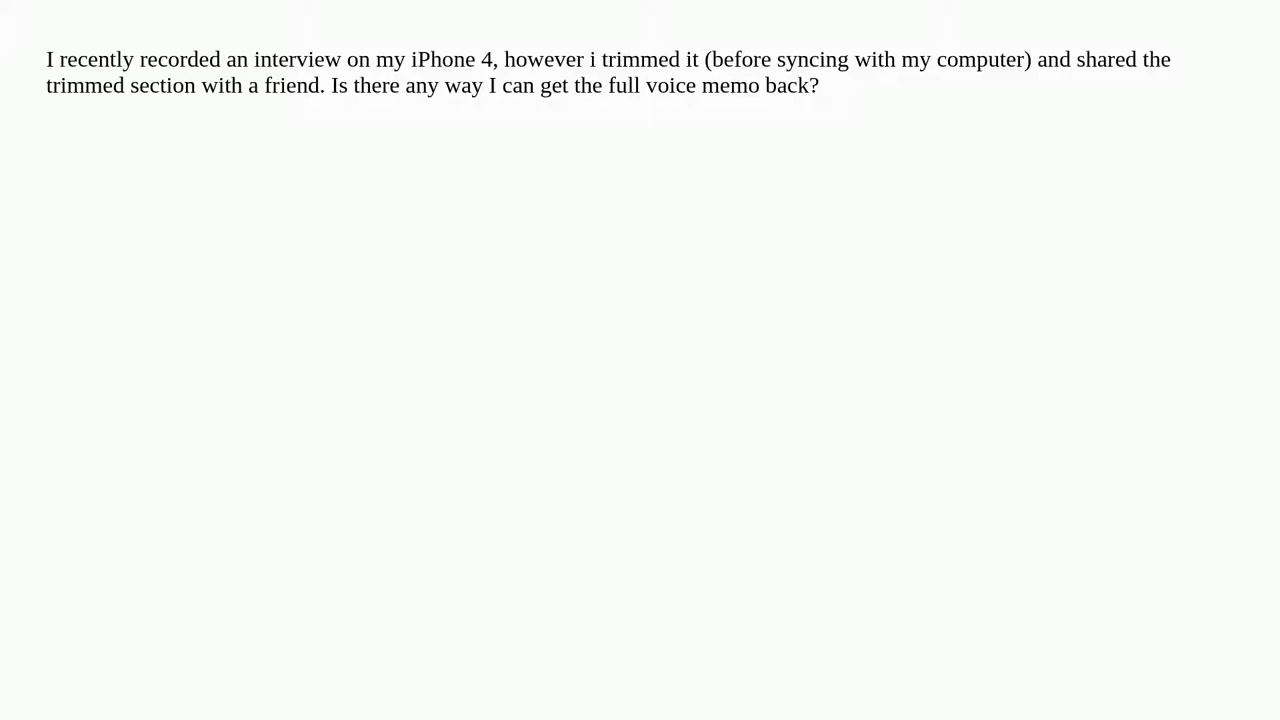 I recently recorded an interview on my iPhone 4, however i trimmed it (before syncing with my computer) and shared the
trimmed section with a friend. Is there any way I can get the full voice memo back?